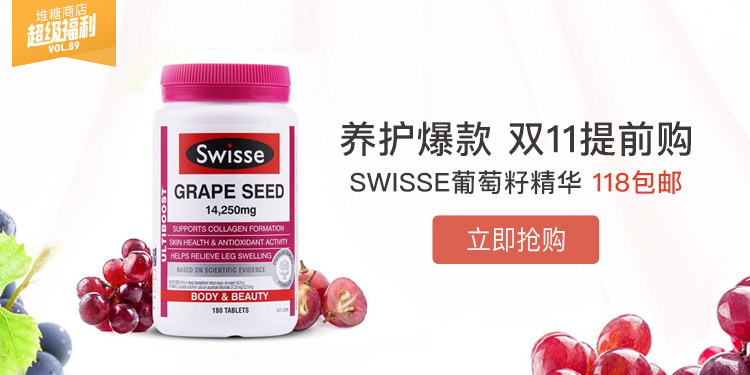 堆糖商店
超级福利
VOL.89
养护爆款 双11提前购
SWISSE葡萄籽精华 118包邮
立即抢购
Swisse
ULTIBOOST
GRAPE SEED
14,250mg
SUPPORTS COLLAGEN FORMATION
SKIN HEALTH & ANTIOXIDANT ACTIVITY
HELPS RELIEVE LEG SWELLING
BASED ON SCIENTIFIC EVIDENCE
BODY & BEAUTY
180 TABLETS